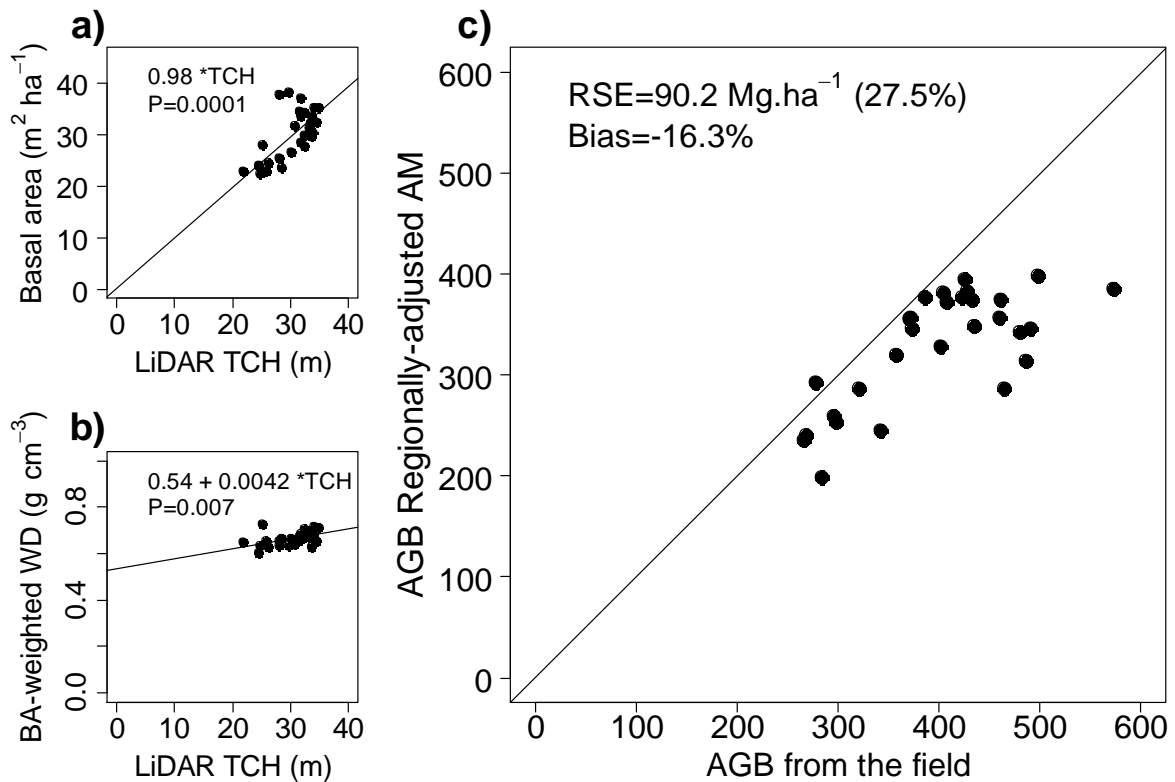 a)
0.98 *TCH
P=0.0001
Basal area (m² ha⁻¹)
0 10 20 30 40
0 10 20 30 40
LiDAR TCH (m)
b)
0.54 + 0.0042 *TCH
P=0.007
BA-weighted WD (g cm⁻³)
0.0 0.4 0.8
0 10 20 30 40
LiDAR TCH (m)
c)
RSE=90.2 Mg.ha⁻¹ (27.5%)
Bias=-16.3%
AGB Regionally-adjusted AM
0 100 200 300 400 500 600
0 100 200 300 400 500 600
AGB from the field